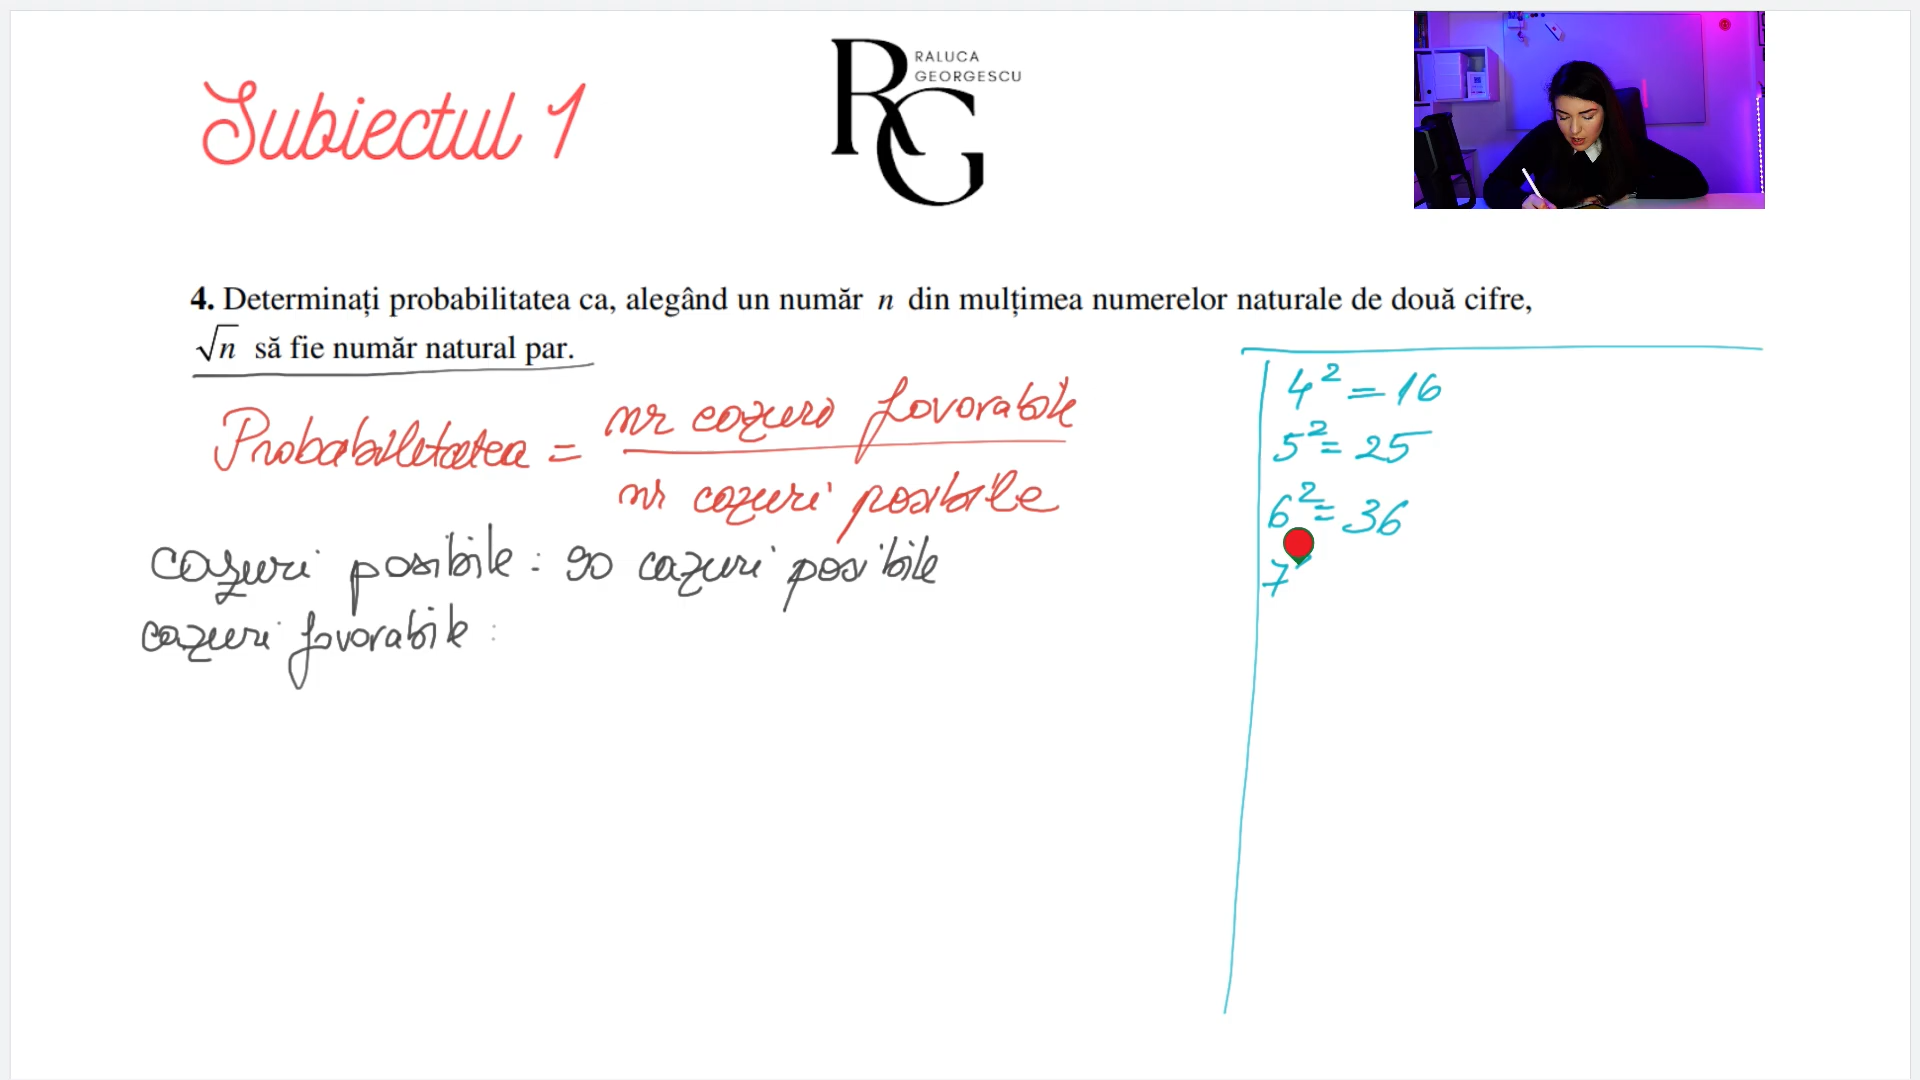 Subiectul 1
RG
RALUCA
GEORGESCU
4. Determinați probabilitatea ca, alegând un număr n din mulțimea numerelor naturale de două cifre,
√n să fie număr natural par.
Probabilitatea = nr cazuri favorabile
nr cazuri posibile
cazuri posibile : 90 cazuri posibile
cazuri favorabile :
4² = 16
5² = 25
6² = 36
7